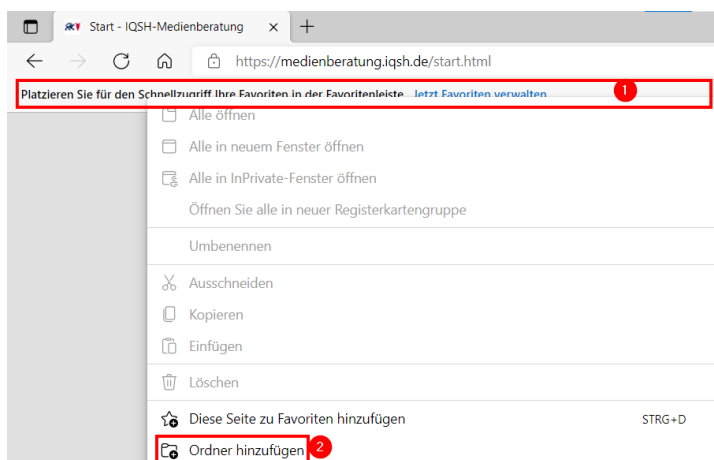 Start - IQSH-Medienberatung
https://medienberatung.iqsh.de/start.html
Platzieren Sie für den Schnellzugriff Ihre Favoriten in der Favoritenleiste. Jetzt Favoriten verwalten
1
Alle öffnen
Alle in neuem Fenster öffnen
Alle in InPrivate-Fenster öffnen
Öffnen Sie alle in neuer Registerkartengruppe
Umbenennen
Ausschneiden
Kopieren
Einfügen
Löschen
Diese Seite zu Favoriten hinzufügen STRG+D
Ordner hinzufügen 2